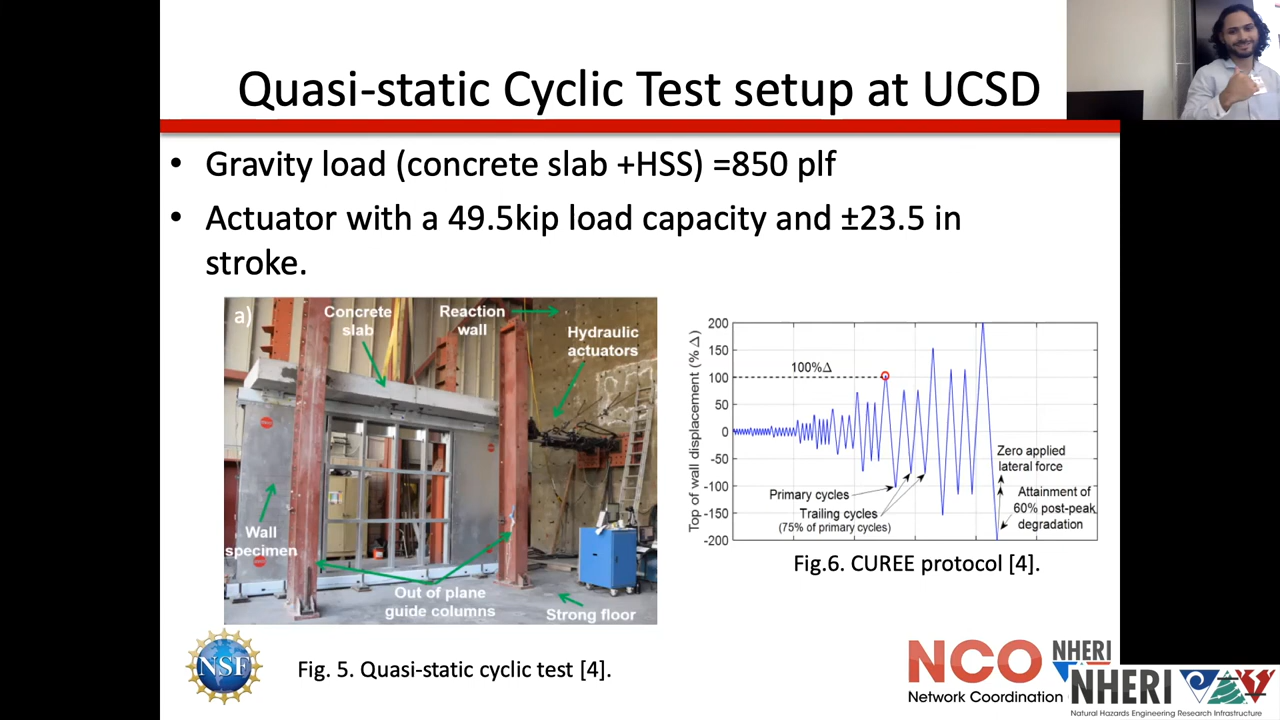 Quasi-static Cyclic Test setup at UCSD
• Gravity load (concrete slab +HSS) =850 plf
• Actuator with a 49.5kip load capacity and ±23.5 in
stroke.
a)
Concrete
slab
Reaction
wall
Hydraulic
actuators
Wall
specimen
Out of plane
guide columns
Strong floor
Fig. 5. Quasi-static cyclic test [4].
Top of wall displacement (% Δ)
200
150
100
50
0
-50
-100
-150
-200
100%Δ
Primary cycles
Trailing cycles
(75% of primary cycles)
Zero applied
lateral force
Attainment of
60% post-peak
degradation
Fig.6. CUREE protocol [4].
NSF
NCO
Network Coordination
NHERI
NHERI
Natural Hazards Engineering Research Infrastructure